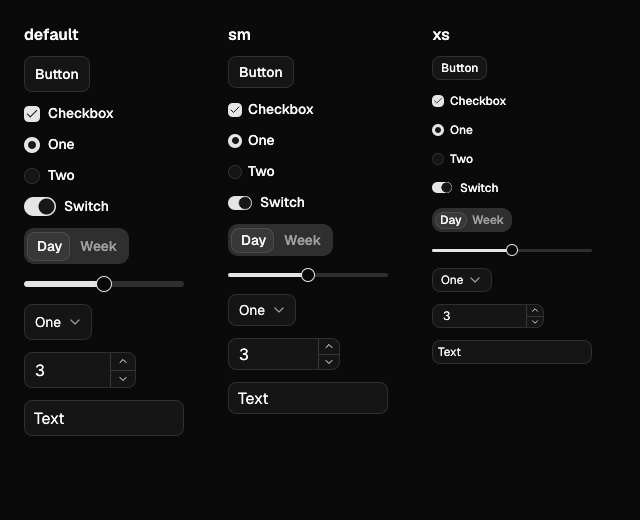 default
Button
Checkbox
One
Two
Switch
Day Week
One
3
Text
sm
Button
Checkbox
One
Two
Switch
Day Week
One
3
Text
xs
Button
Checkbox
One
Two
Switch
Day Week
One
3
Text